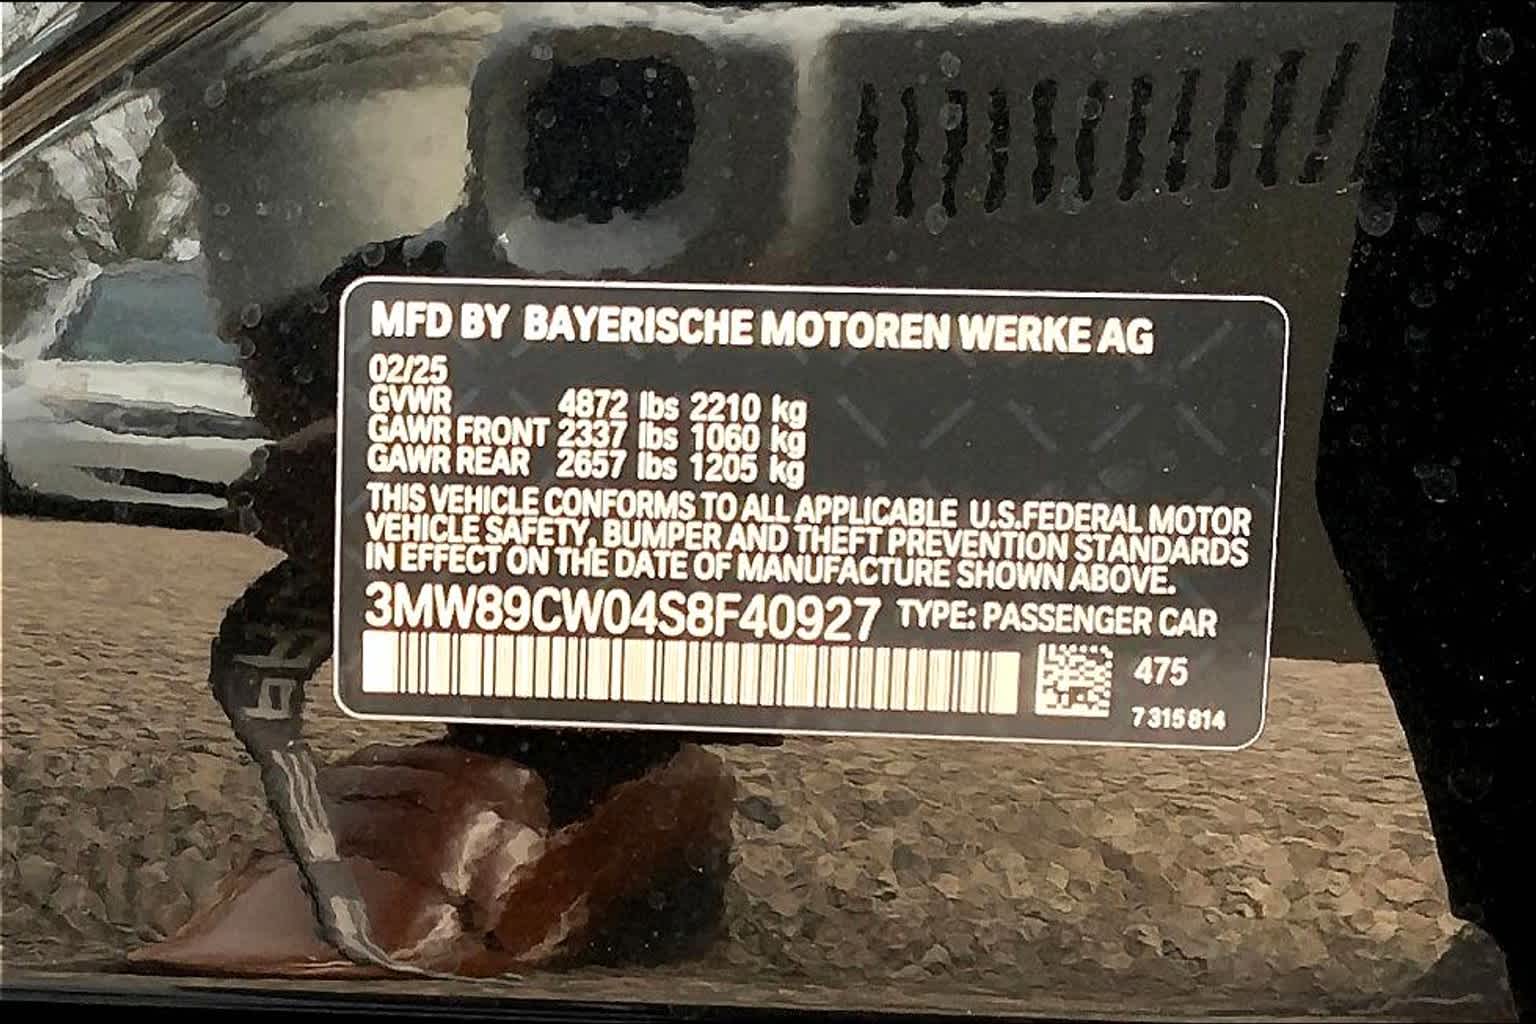 MFD BY BAYERISCHE MOTOREN WERKE AG
02/25
GVWR 4872 lbs 2210 kg
GAWR FRONT 2337 lbs 1060 kg
GAWR REAR 2657 lbs 1205 kg
THIS VEHICLE CONFORMS TO ALL APPLICABLE U.S.FEDERAL MOTOR
VEHICLE SAFETY, BUMPER AND THEFT PREVENTION STANDARDS
IN EFFECT ON THE DATE OF MANUFACTURE SHOWN ABOVE.
3MW89CW04S8F40927 TYPE: PASSENGER CAR
475
7 315 814